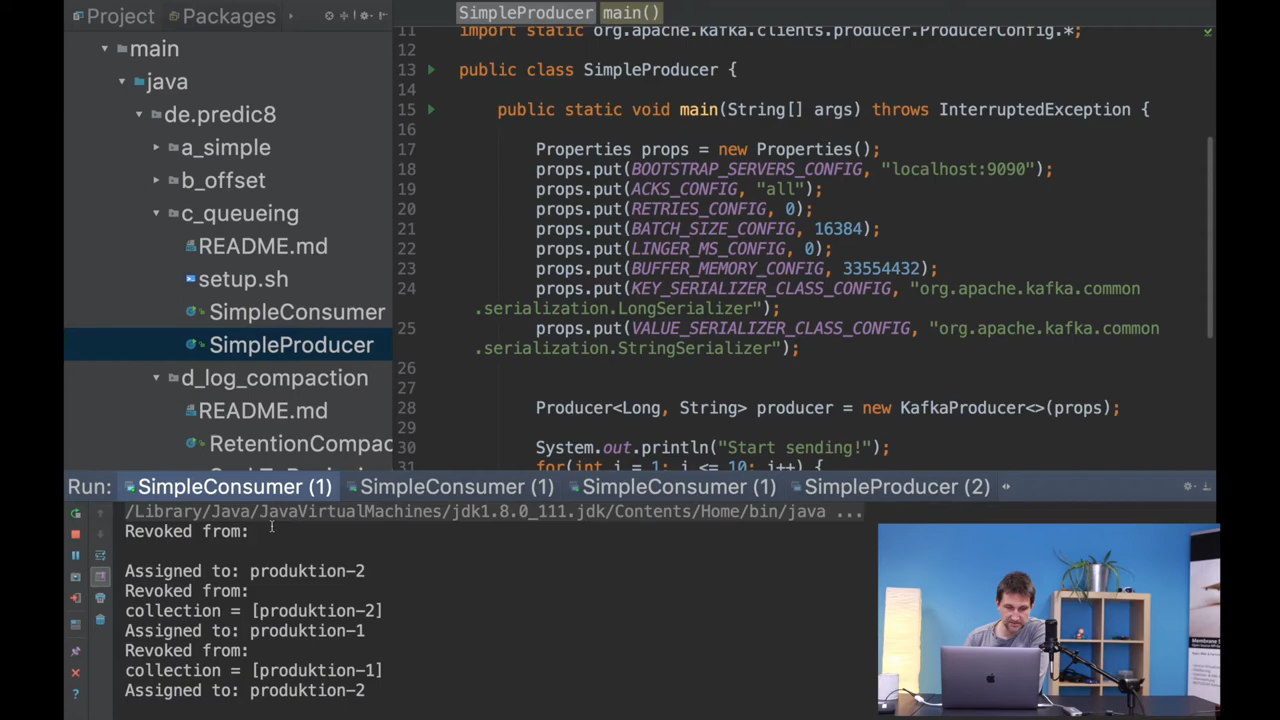 Project
Packages
SimpleProducer main()
main
java
de.predic8
a_simple
b_offset
c_queueing
README.md
setup.sh
SimpleConsumer
SimpleProducer
d_log_compaction
README.md
RetentionCompac
11 import static org.apache.kafka.clients.producer.ProducerConfig.*;
12
13 public class SimpleProducer {
14
15 public static void main(String[] args) throws InterruptedException {
16
17 Properties props = new Properties();
18 props.put(BOOTSTRAP_SERVERS_CONFIG, "localhost:9090");
19 props.put(ACKS_CONFIG, "all");
20 props.put(RETRIES_CONFIG, 0);
21 props.put(BATCH_SIZE_CONFIG, 16384);
22 props.put(LINGER_MS_CONFIG, 0);
23 props.put(BUFFER_MEMORY_CONFIG, 33554432);
24 props.put(KEY_SERIALIZER_CLASS_CONFIG, "org.apache.kafka.common
.serialization.LongSerializer");
25 props.put(VALUE_SERIALIZER_CLASS_CONFIG, "org.apache.kafka.common
.serialization.StringSerializer");
26
27
28 Producer<Long, String> producer = new KafkaProducer<>(props);
29
30 System.out.println("Start sending!");
31 for(int i = 1; i <= 10; i++) {
Run: SimpleConsumer (1) SimpleConsumer (1) SimpleConsumer (1) SimpleProducer (2)
/Library/Java/JavaVirtualMachines/jdk1.8.0_111.jdk/Contents/Home/bin/java ...
Revoked from:
Assigned to: produktion-2
Revoked from:
collection = [produktion-2]
Assigned to: produktion-1
Revoked from:
collection = [produktion-1]
Assigned to: produktion-2